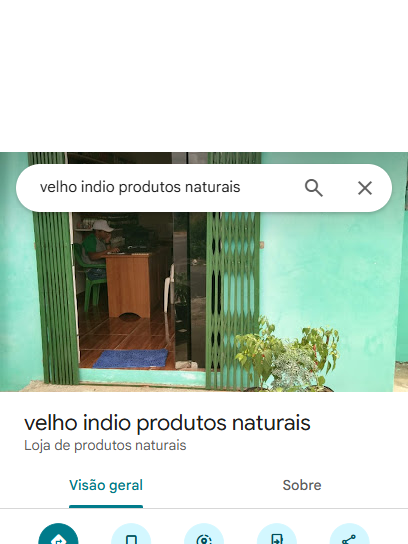 velho indio produtos naturais
velho indio produtos naturais
Loja de produtos naturais
Visão geral
Sobre